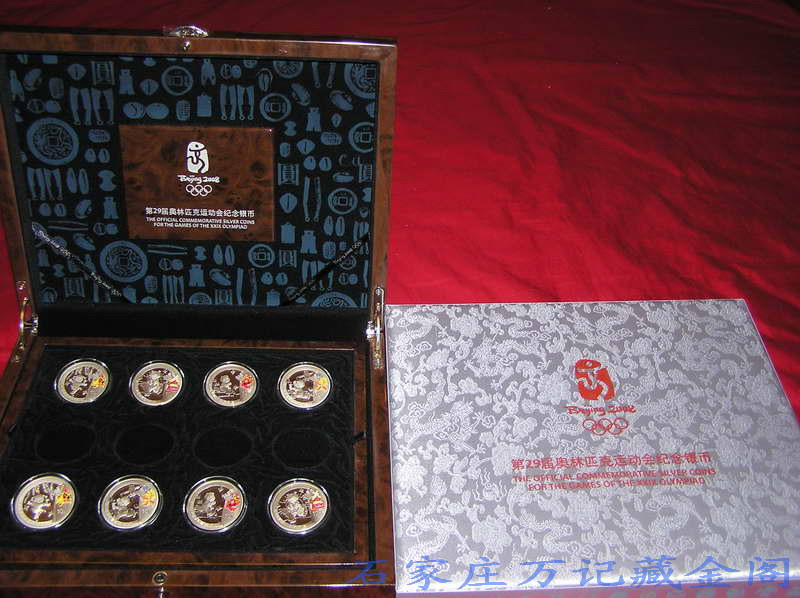 Beijing 2008
第29届奥林匹克运动会纪念银币
THE OFFICIAL COMMEMORATIVE SILVER COINS
FOR THE GAMES OF THE XXIX OLYMPIAD
Beijing 2008
第29届奥林匹克运动会纪念银币
THE OFFICIAL COMMEMORATIVE SILVER COINS
FOR THE GAMES OF THE XXIX OLYMPIAD
石家庄万记藏金阁